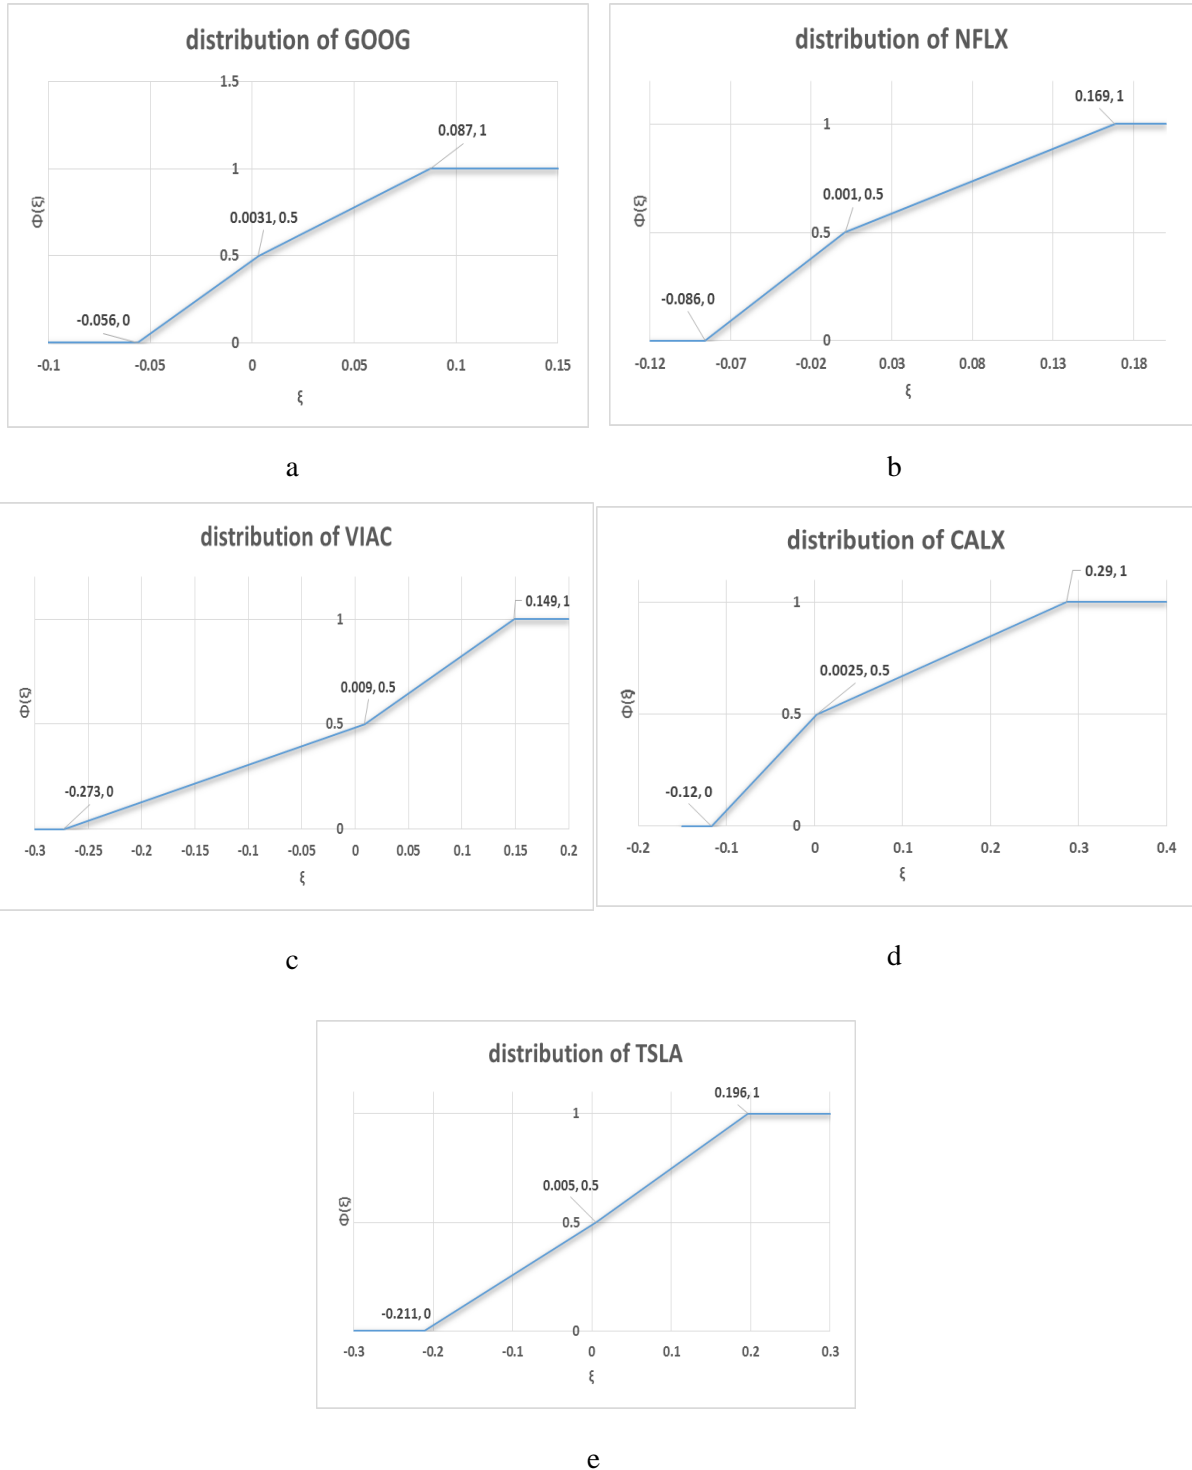 distribution of GOOG
1.5
0.087, 1
1
0.0031, 0.5
Φ(ξ)
0.5
-0.056, 0
0
-0.1 -0.05 0 0.05 0.1 0.15
ξ
a
distribution of NFLX
0.169, 1
1
0.001, 0.5
Φ(ξ)
0.5
-0.086, 0
0
-0.12 -0.07 -0.02 0.03 0.08 0.13 0.18
ξ
b
distribution of VIAC
0.149, 1
1
0.009, 0.5
Φ(ξ)
0.5
-0.273, 0
0
-0.3 -0.25 -0.2 -0.15 -0.1 -0.05 0 0.05 0.1 0.15 0.2
ξ
c
distribution of CALX
0.29, 1
1
0.0025, 0.5
Φ(ξ)
0.5
-0.12, 0
0
-0.2 -0.1 0 0.1 0.2 0.3 0.4
ξ
d
distribution of TSLA
0.196, 1
1
0.005, 0.5
Φ(ξ)
0.5
-0.211, 0
0
-0.3 -0.2 -0.1 0 0.1 0.2 0.3
ξ
e